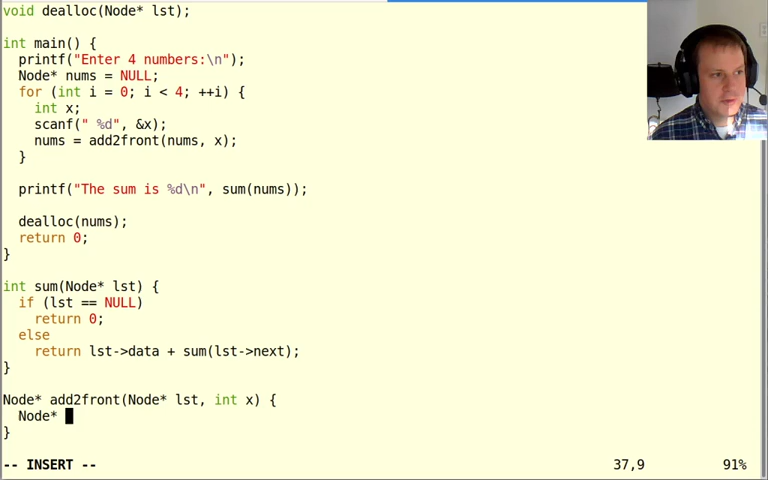 void dealloc(Node* lst);
int main() {
printf("Enter 4 numbers:\n");
Node* nums = NULL;
for (int i = 0; i < 4; ++i) {
int x;
scanf(" %d", &x);
nums = add2front(nums, x);
}
printf("The sum is %d\n", sum(nums));
dealloc(nums);
return 0;
}
int sum(Node* lst) {
if (lst == NULL)
return 0;
else
return lst->data + sum(lst->next);
}
Node* add2front(Node* lst, int x) {
Node*
}
-- INSERT -- 37,9 91%